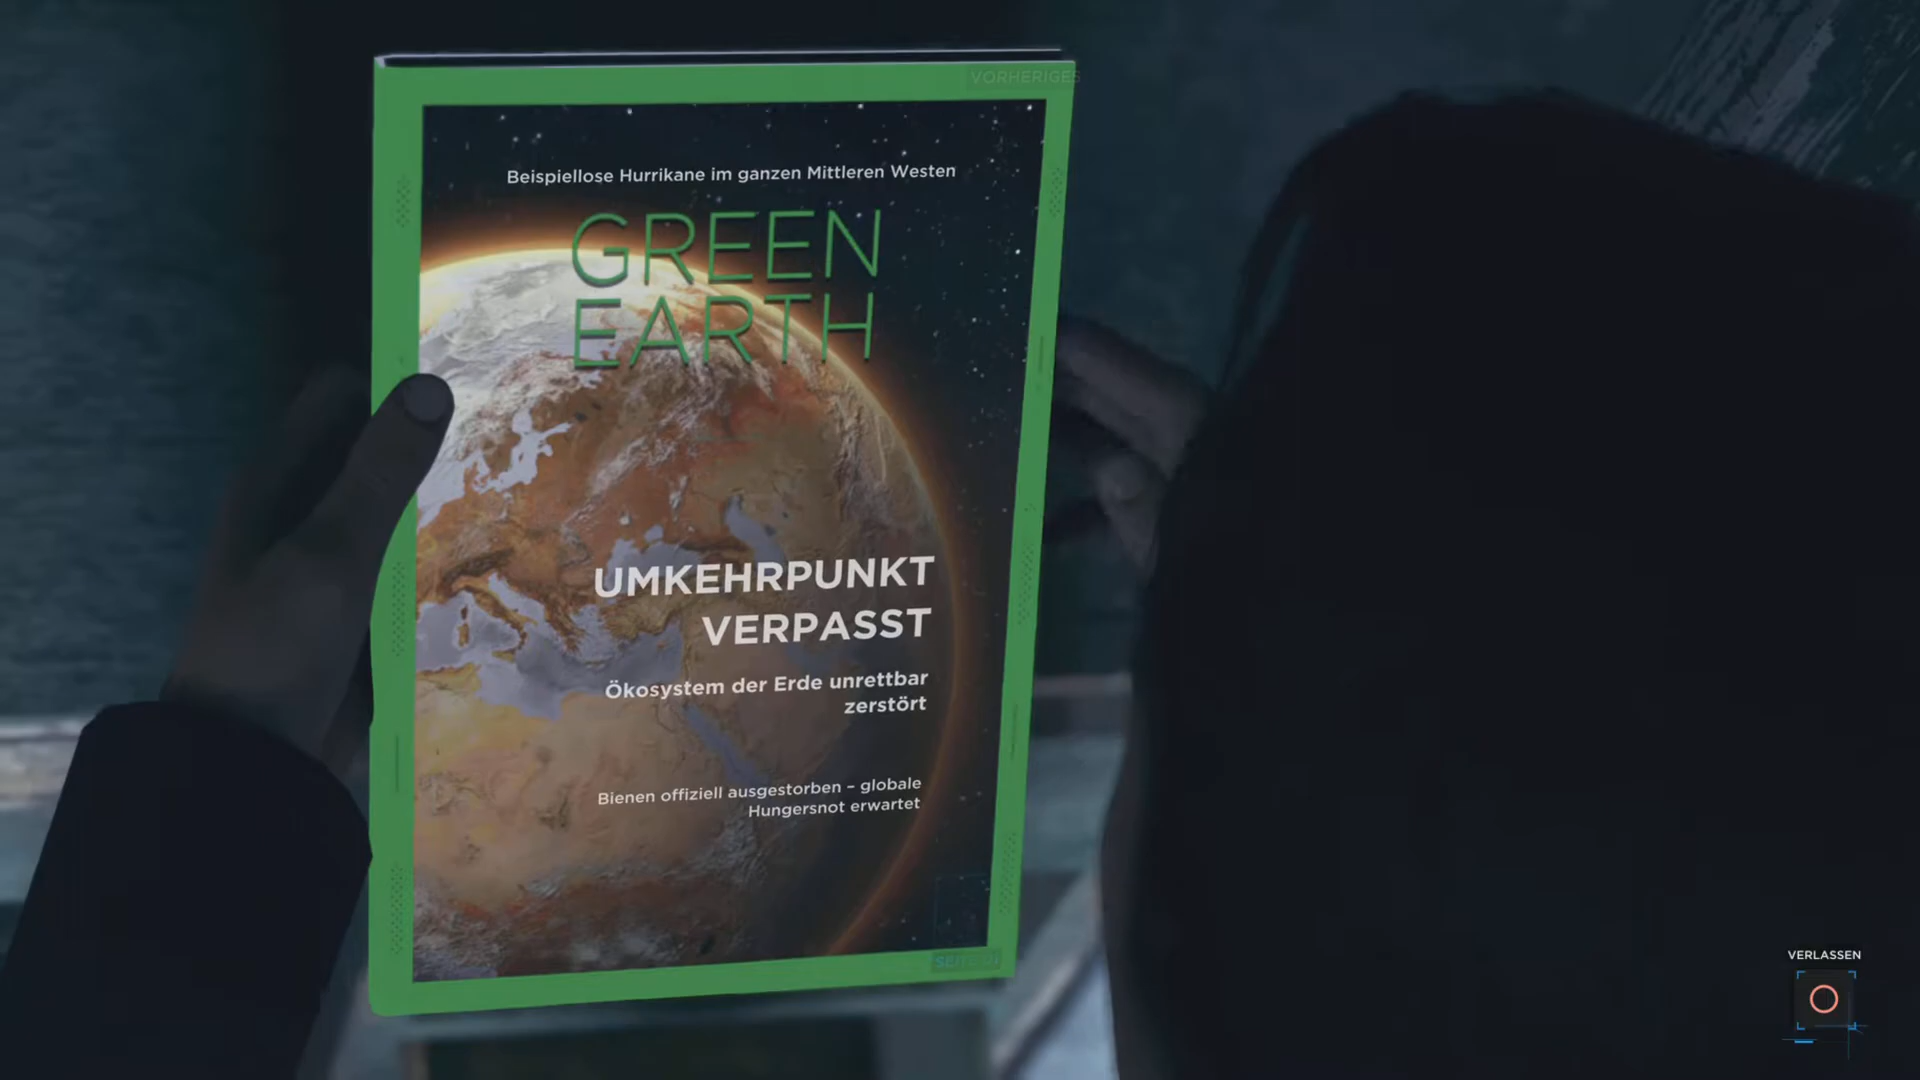 VORHERIGES
Beispiellose Hurrikane im ganzen Mittleren Westen
GREEN
EARTH
UMKEHRPUNKT
VERPASST
Ökosystem der Erde unrettbar
zerstört
Bienen offiziell ausgestorben – globale
Hungersnot erwartet
VERLASSEN